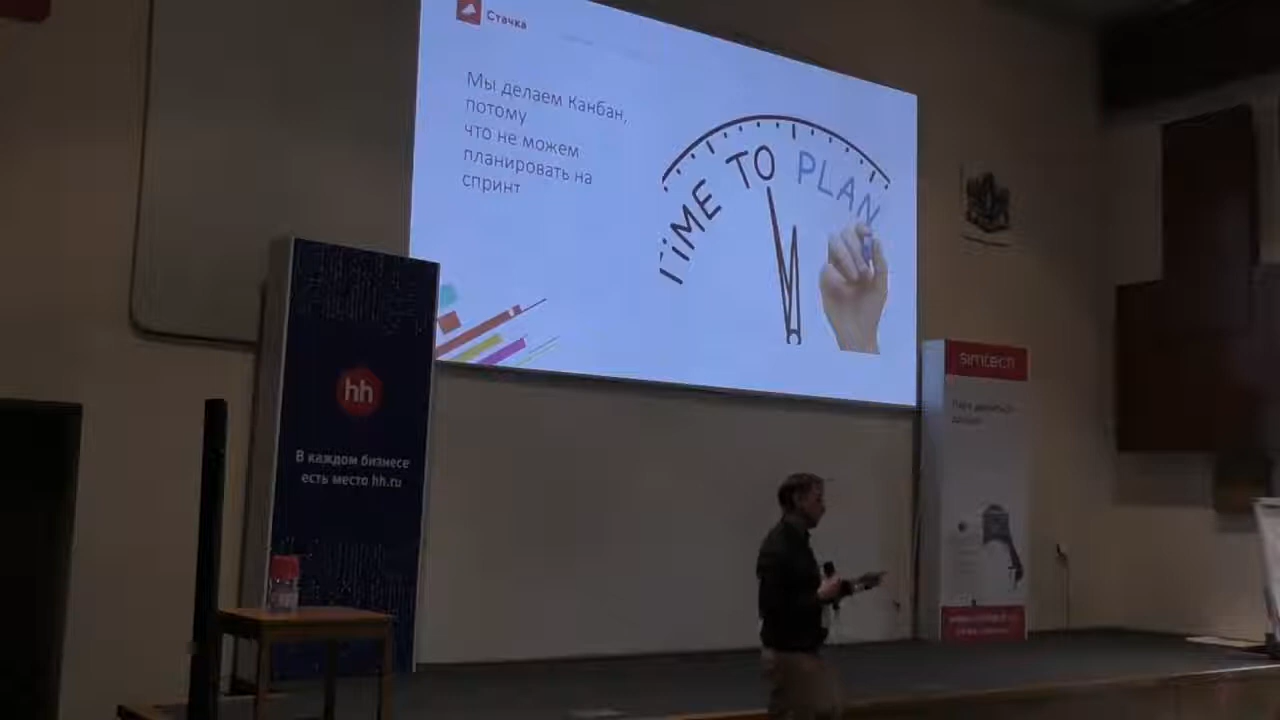 Стачка
Мы делаем Канбан,
потому
что не можем
планировать на
спринт
TiME TO PLAN
hh
В каждом бизнесе
есть место hh.ru
simtech